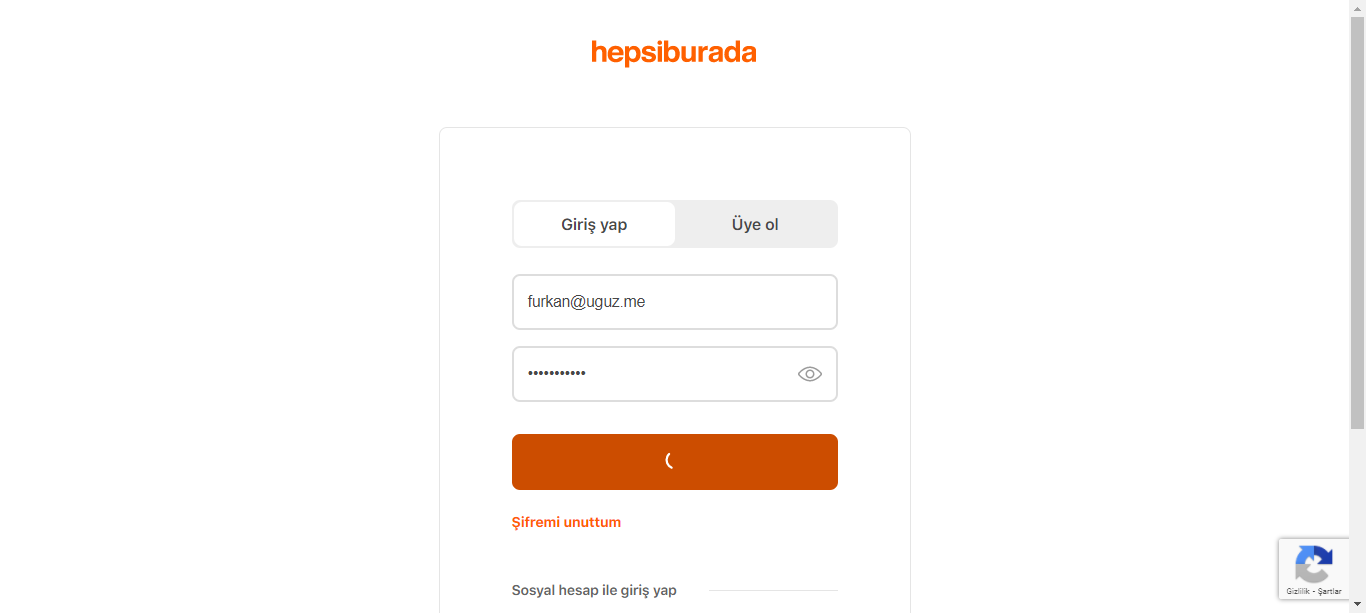 hepsiburada
Giriş yap
Üye ol
furkan@uguz.me
•••••••••••
Şifremi unuttum
Sosyal hesap ile giriş yap
Gizlilik - Şartlar